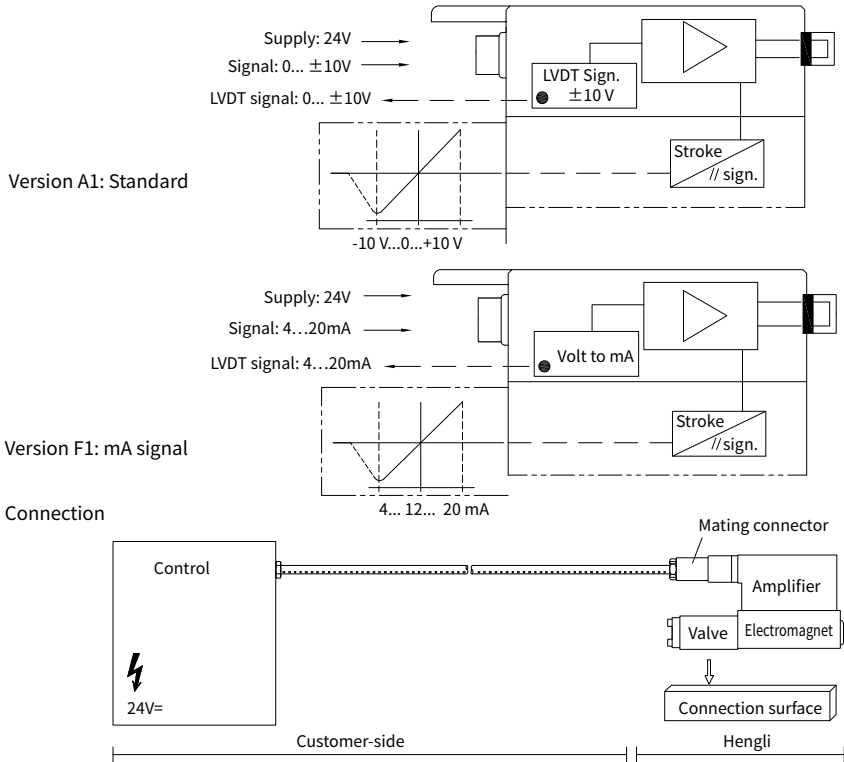 Supply: 24V
Signal: 0... ±10V
LVDT signal: 0... ±10V
LVDT Sign.
±10 V
Stroke
// sign.
Version A1: Standard
-10 V...0...+10 V
Supply: 24V
Signal: 4...20mA
LVDT signal: 4...20mA
Volt to mA
Stroke
// sign.
Version F1: mA signal
4... 12... 20 mA
Connection
Mating connector
Control
Amplifier
Valve
Electromagnet
24V=
Connection surface
Customer-side
Hengli